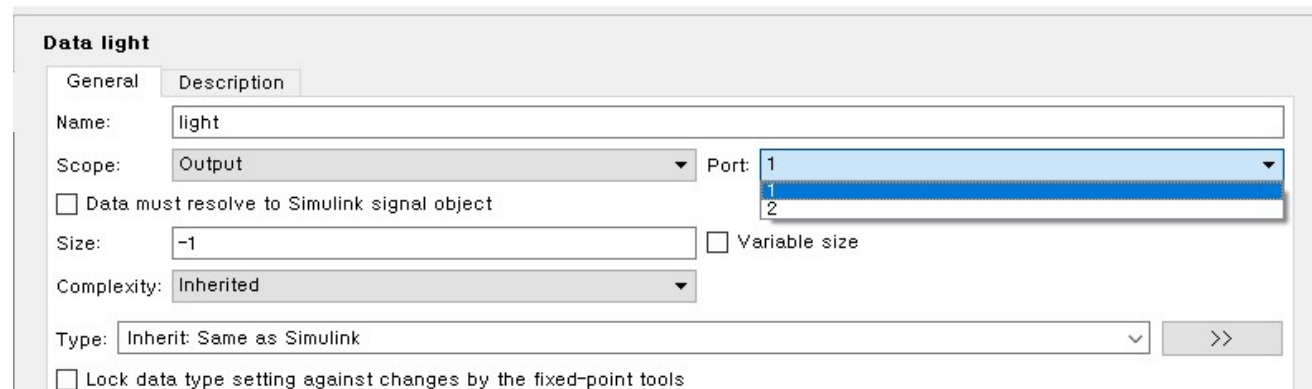 Data light
General Description
Name: light
Scope: Output Port: 1
1
Data must resolve to Simulink signal object
2
Size: -1 Variable size
Complexity: Inherited
Type: Inherit: Same as Simulink >>
Lock data type setting against changes by the fixed-point tools